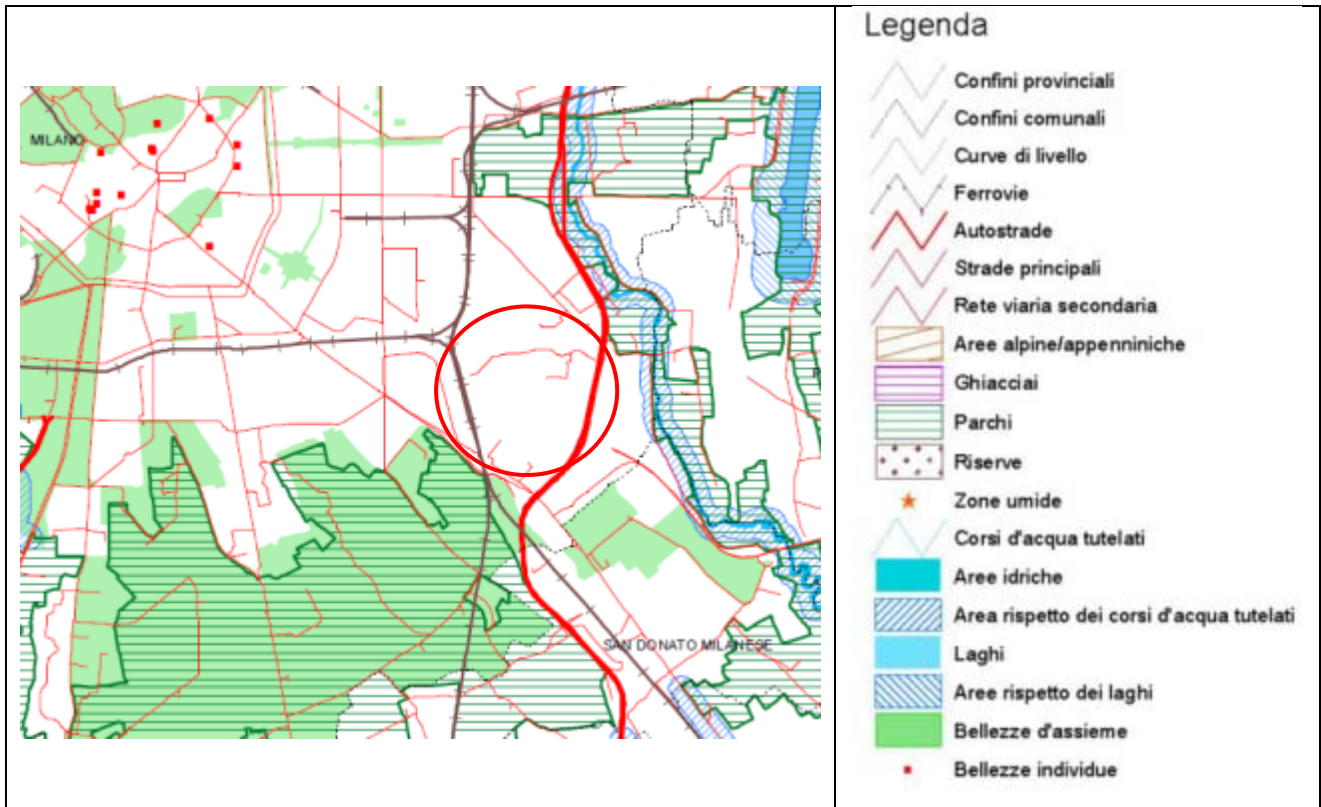 MILANO
SAN DONATO MILANESE
Legenda
Confini provinciali
Confini comunali
Curve di livello
Ferrovie
Autostrade
Strade principali
Rete viaria secondaria
Aree alpine/appenniniche
Ghiacciai
Parchi
Riserve
Zone umide
Corsi d'acqua tutelati
Aree idriche
Area rispetto dei corsi d'acqua tutelati
Laghi
Aree rispetto dei laghi
Bellezze d'assieme
Bellezze individue